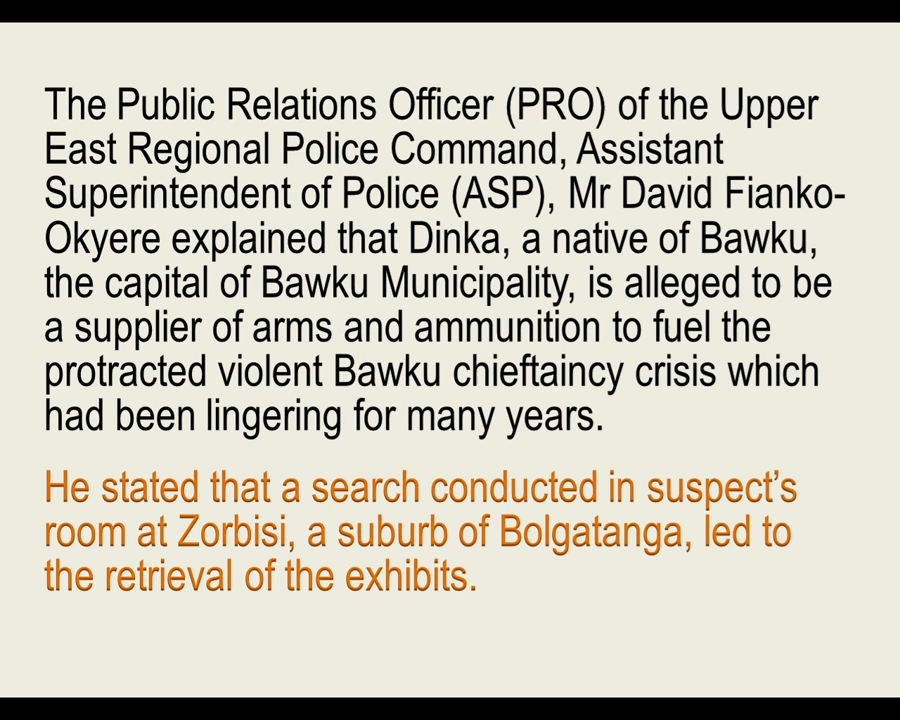 The Public Relations Officer (PRO) of the Upper
East Regional Police Command, Assistant
Superintendent of Police (ASP), Mr David Fianko-
Okyere explained that Dinka, a native of Bawku,
the capital of Bawku Municipality, is alleged to be
a supplier of arms and ammunition to fuel the
protracted violent Bawku chieftaincy crisis which
had been lingering for many years.
He stated that a search conducted in suspect’s
room at Zorbisi, a suburb of Bolgatanga, led to
the retrieval of the exhibits.